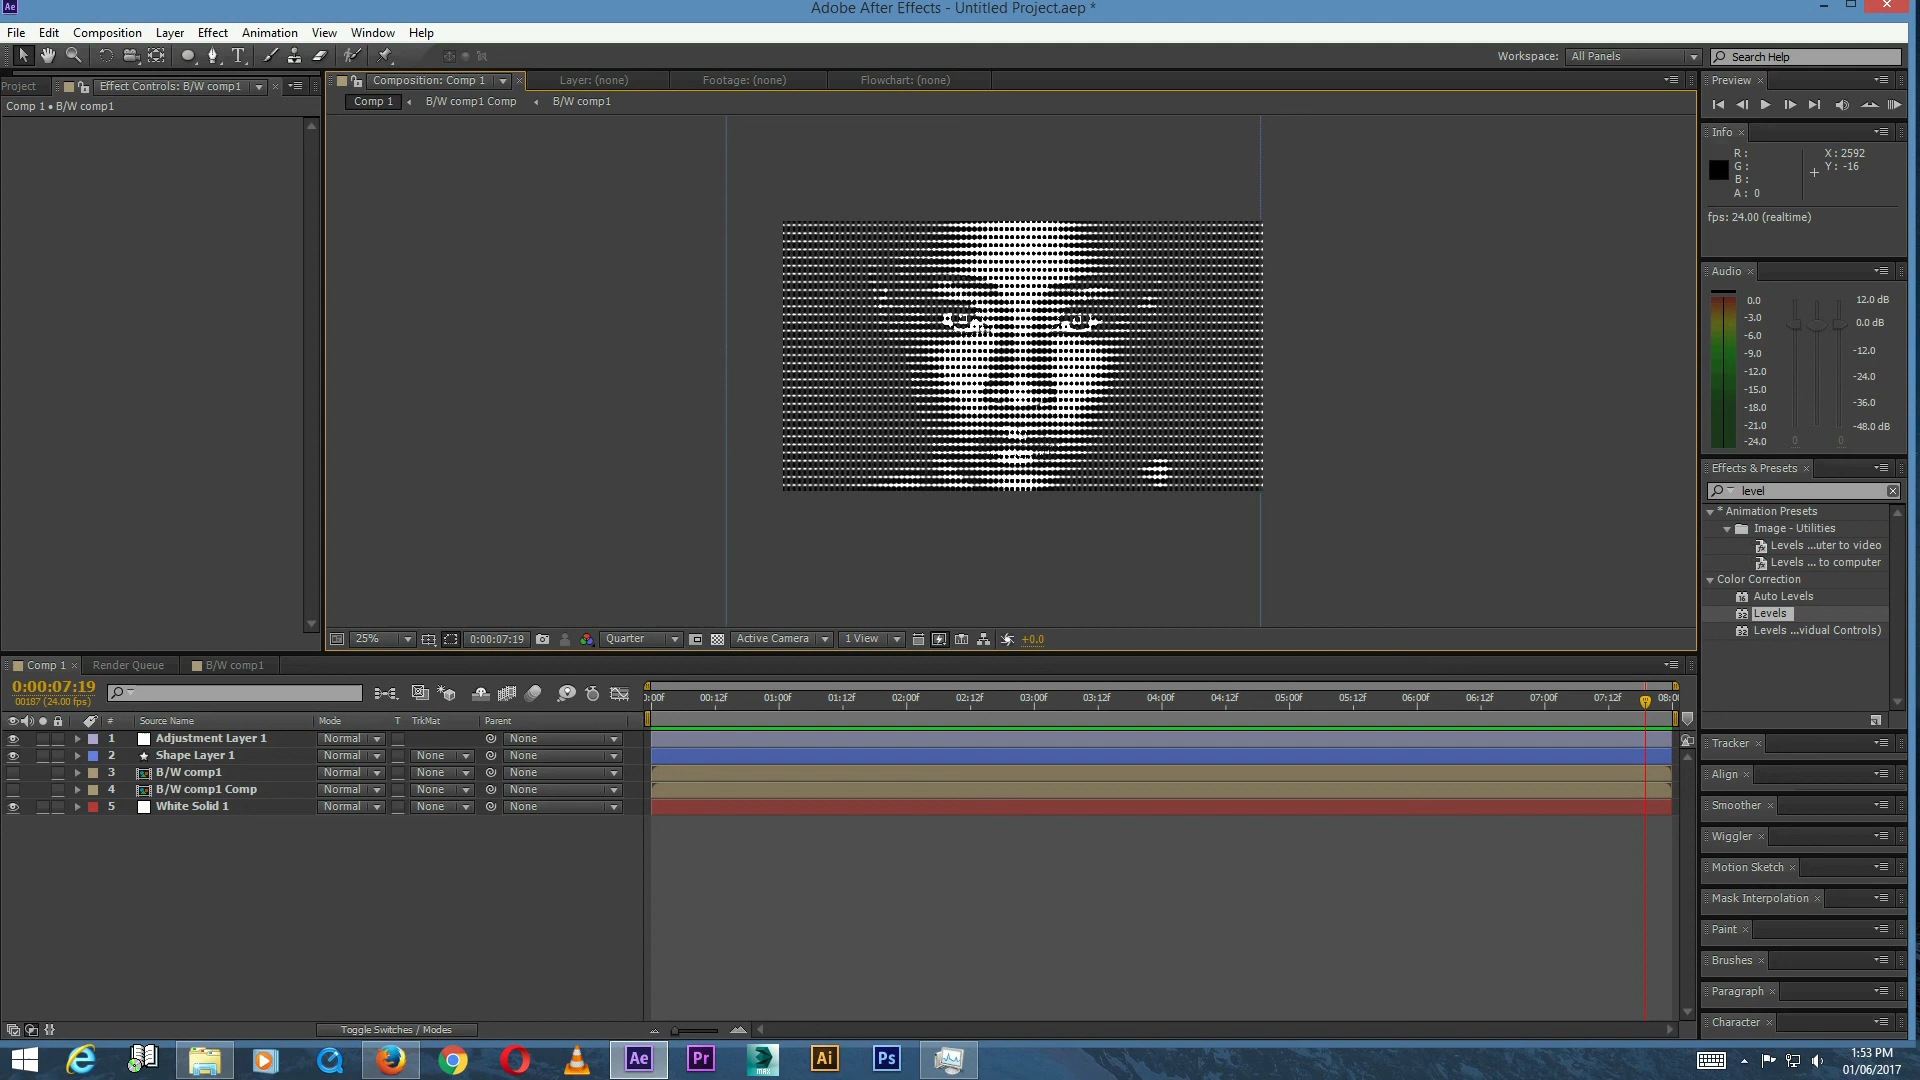 Ae
Adobe After Effects - Untitled Project.aep *
File Edit Composition Layer Effect Animation View Window Help
Workspace: All Panels
Search Help
Project
Effect Controls: B/W comp1
Comp 1 • B/W comp1
Composition: Comp 1
Layer: (none)
Footage: (none)
Flowchart: (none)
Comp 1
B/W comp1 Comp
B/W comp1
25%
0:00:07:19
Quarter
Active Camera
1 View
+0.0
Preview
Info
R :
G :
B :
A : 0
X : 2592
Y : -16
fps: 24.00 (realtime)
Audio
0.0
-3.0
-6.0
-9.0
-12.0
-15.0
-18.0
-21.0
-24.0
12.0 dB
0.0 dB
-12.0
-24.0
-36.0
-48.0 dB
0
0
Effects & Presets
level
* Animation Presets
Image - Utilities
Levels ...uter to video
Levels ... to computer
Color Correction
Auto Levels
Levels
Levels ...vidual Controls)
Tracker
Align
Smoother
Wiggler
Motion Sketch
Mask Interpolation
Paint
Brushes
Paragraph
Character
Comp 1
Render Queue
B/W comp1
0:00:07:19
00187 (24.00 fps)
:00f 00:12f 01:00f 01:12f 02:00f 02:12f 03:00f 03:12f 04:00f 04:12f 05:00f 05:12f 06:00f 06:12f 07:00f 07:12f 08:00
# Source Name Mode T TrkMat Parent
1 Adjustment Layer 1 Normal None
2 Shape Layer 1 Normal None None
3 B/W comp1 Normal None None
4 B/W comp1 Comp Normal None None
5 White Solid 1 Normal None None
Toggle Switches / Modes
Ae
Pr
MAX
Ai
Ps
1:53 PM
01/06/2017